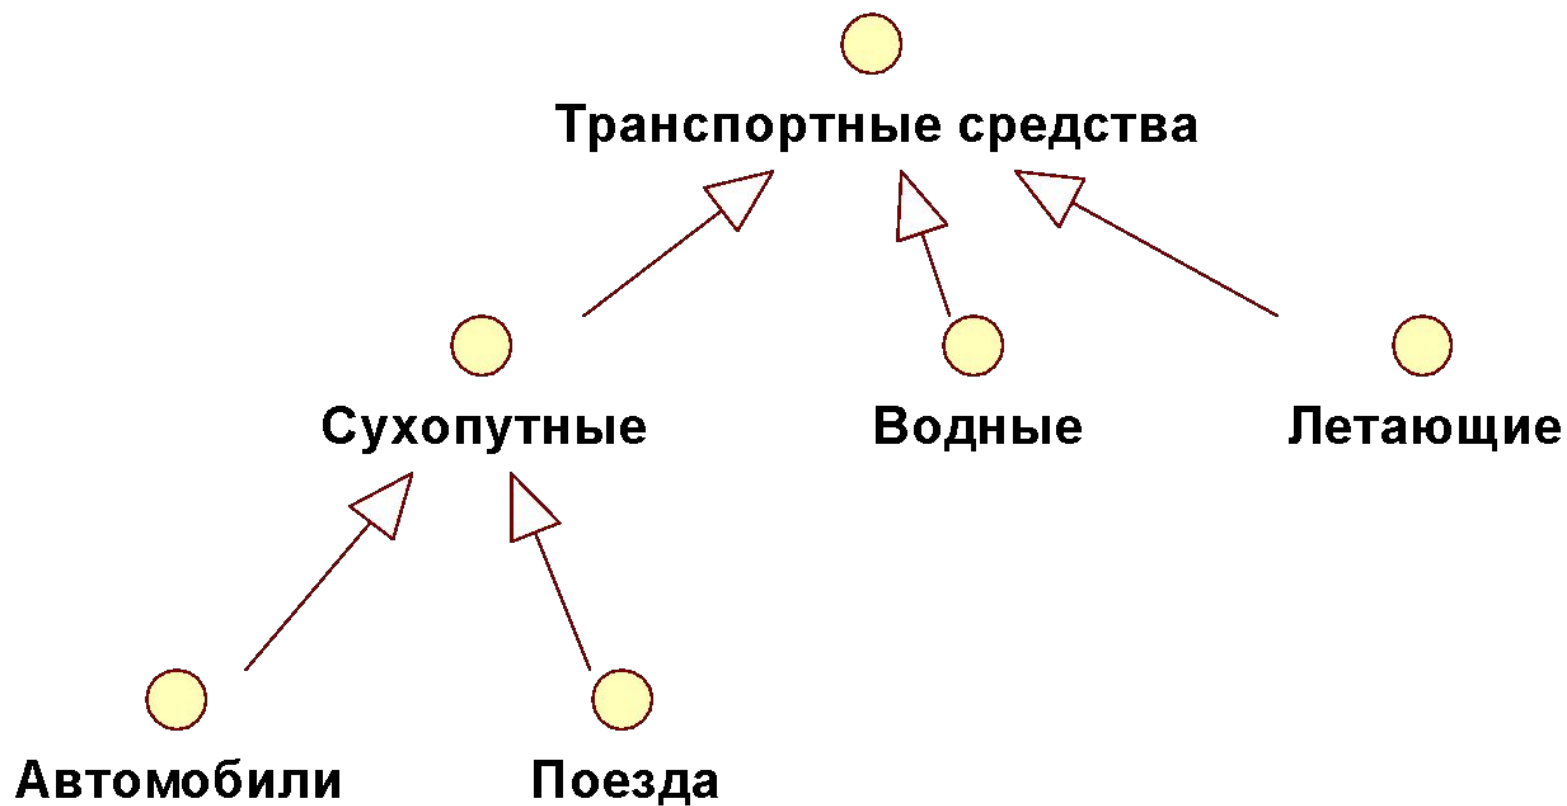 Транспортные средства
Сухопутные
Водные
Летающие
Автомобили
Поезда